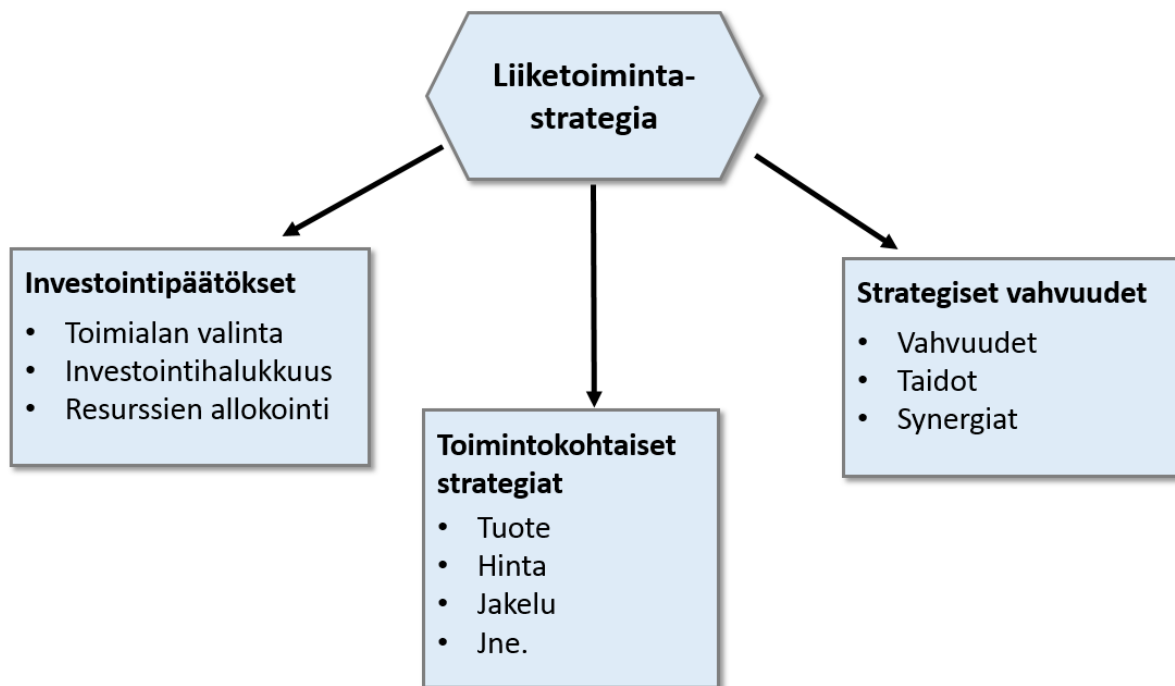 Liiketoiminta-
strategia
Investointipäätökset
• Toimialan valinta
• Investointihalukkuus
• Resurssien allokointi
Toimintokohtaiset
strategiat
• Tuote
• Hinta
• Jakelu
• Jne.
Strategiset vahvuudet
• Vahvuudet
• Taidot
• Synergiat